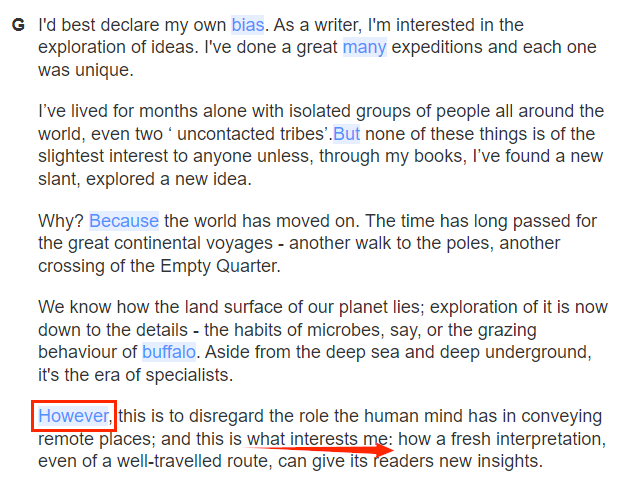 G I'd best declare my own bias. As a writer, I'm interested in the
exploration of ideas. I've done a great many expeditions and each one
was unique.
I’ve lived for months alone with isolated groups of people all around the
world, even two ‘ uncontacted tribes’.But none of these things is of the
slightest interest to anyone unless, through my books, I’ve found a new
slant, explored a new idea.
Why? Because the world has moved on. The time has long passed for
the great continental voyages - another walk to the poles, another
crossing of the Empty Quarter.
We know how the land surface of our planet lies; exploration of it is now
down to the details - the habits of microbes, say, or the grazing
behaviour of buffalo. Aside from the deep sea and deep underground,
it's the era of specialists.
However, this is to disregard the role the human mind has in conveying
remote places; and this is what interests me: how a fresh interpretation,
even of a well-travelled route, can give its readers new insights.